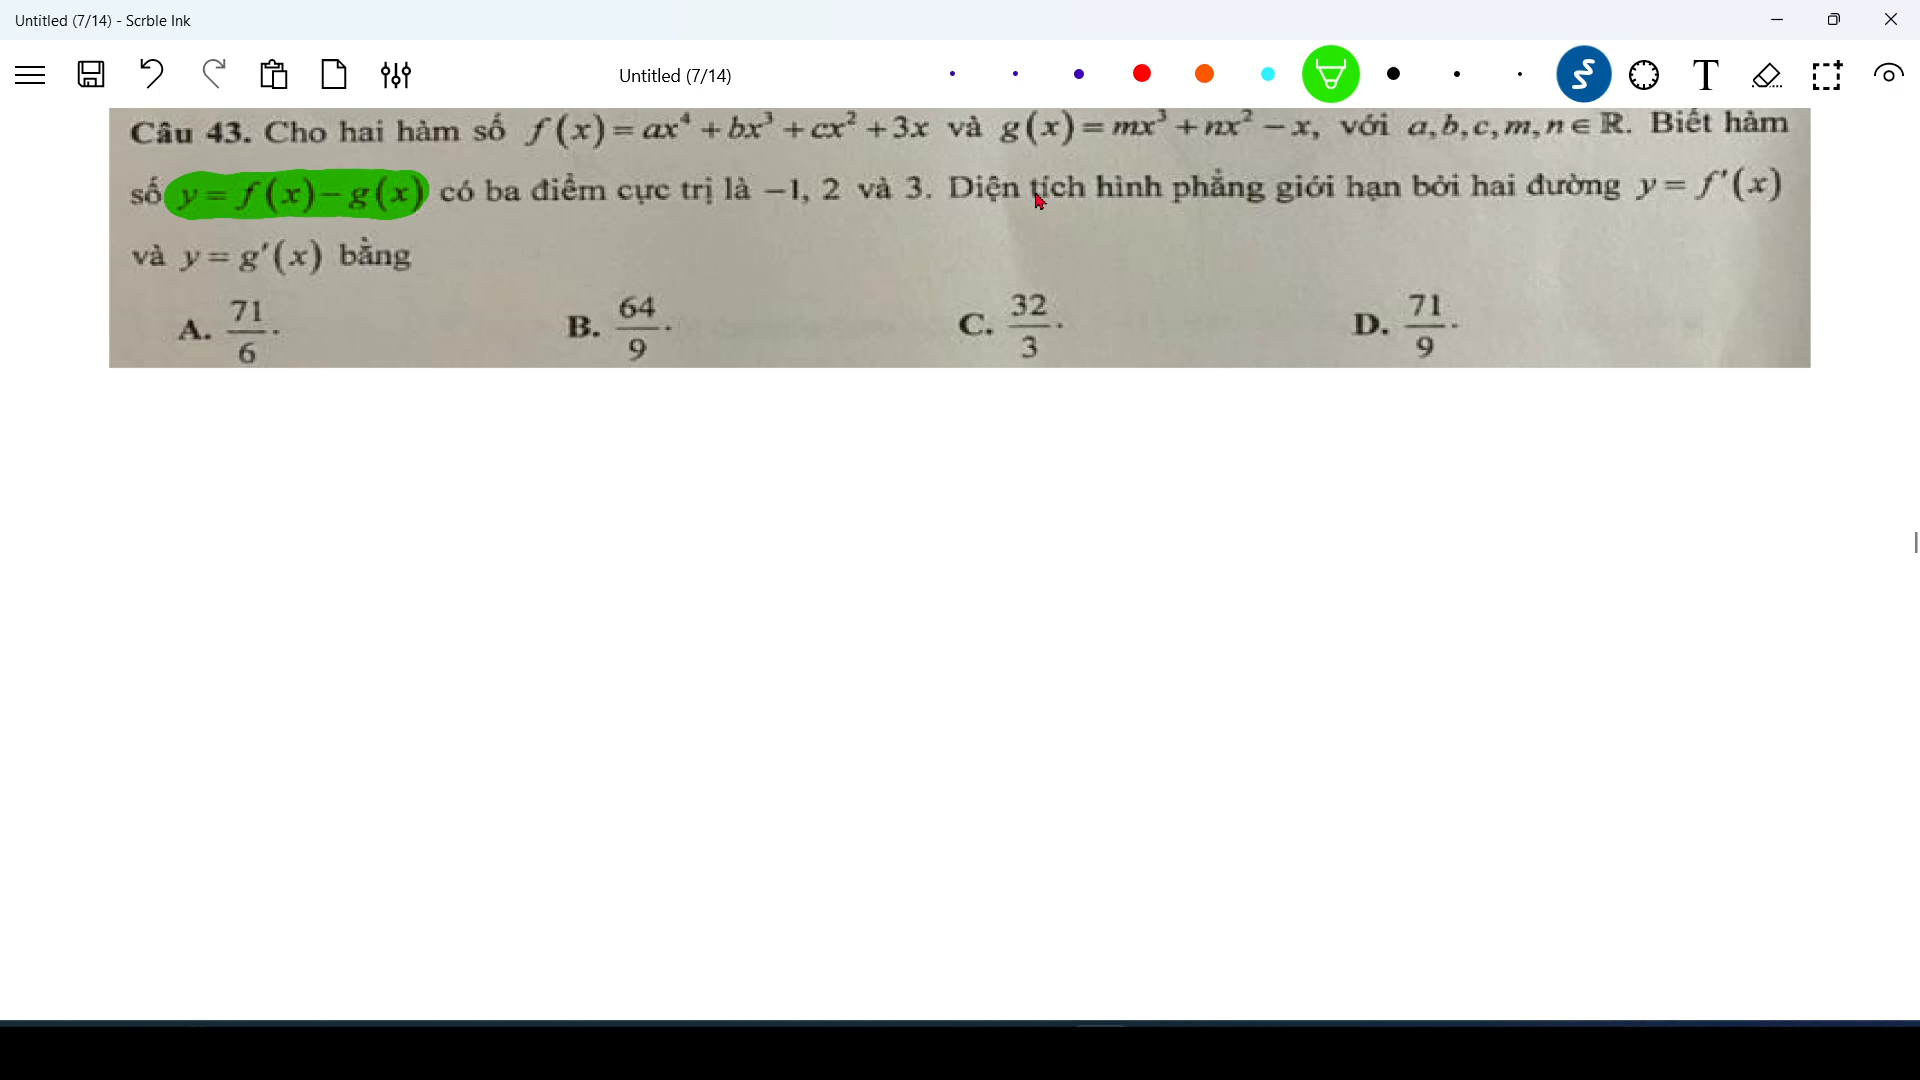 Untitled (7/14) - Scrble Ink
Untitled (7/14)
Câu 43. Cho hai hàm số f(x) = ax⁴ + bx³ + cx² + 3x và g(x) = mx³ + nx² − x, với a, b, c, m, n ∈ ℝ. Biết hàm
số y = f(x) − g(x) có ba điểm cực trị là −1, 2 và 3. Diện tích hình phẳng giới hạn bởi hai đường y = f′(x)
và y = g′(x) bằng
A. 71/6. B. 64/9. C. 32/3. D. 71/9.